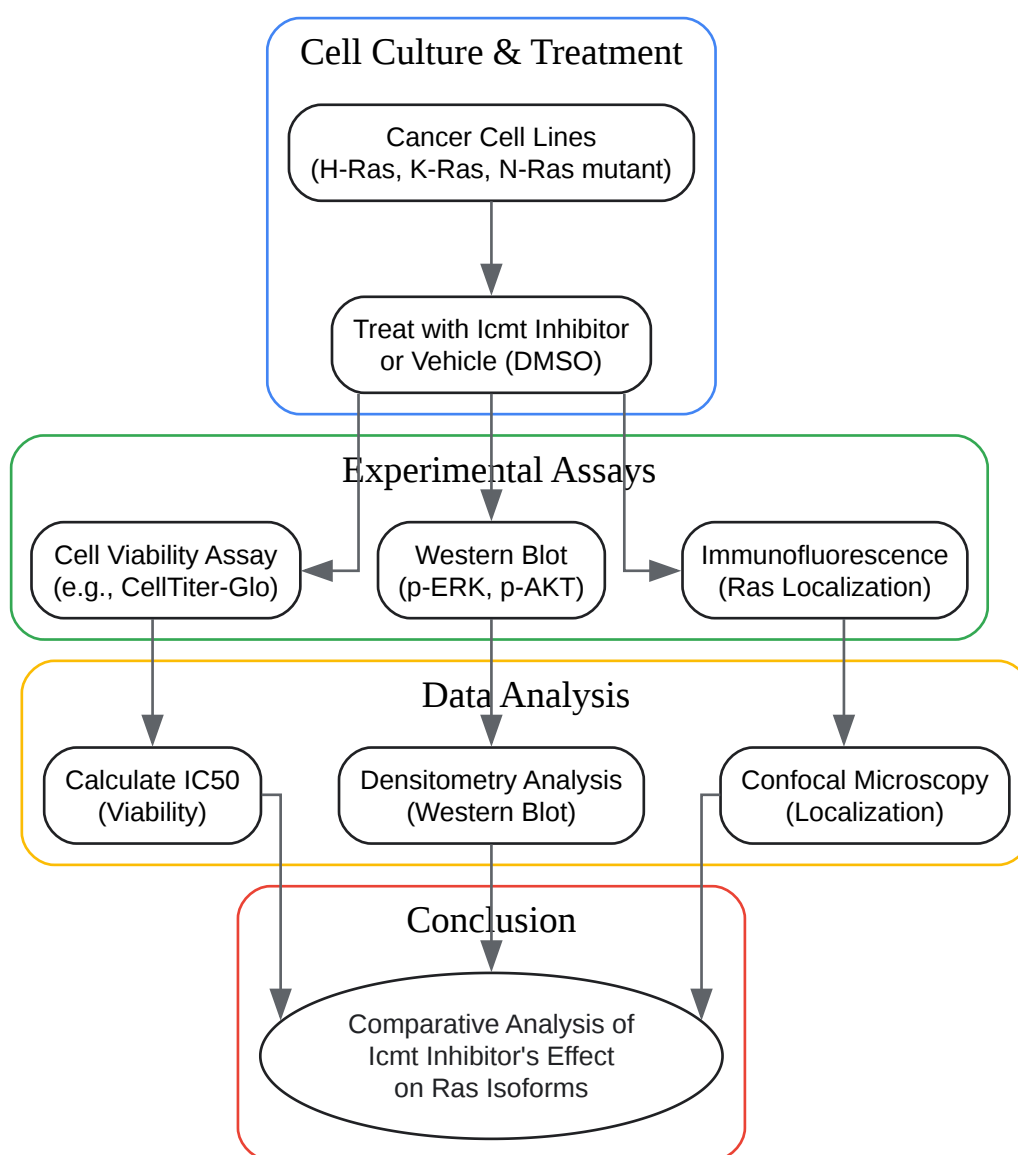 Cell Culture & Treatment
Cancer Cell Lines
(H-Ras, K-Ras, N-Ras mutant)
Treat with Icmt Inhibitor
or Vehicle (DMSO)
Experimental Assays
Cell Viability Assay
(e.g., CellTiter-Glo)
Western Blot
(p-ERK, p-AKT)
Immunofluorescence
(Ras Localization)
Data Analysis
Calculate IC50
(Viability)
Densitometry Analysis
(Western Blot)
Confocal Microscopy
(Localization)
Conclusion
Comparative Analysis of
Icmt Inhibitor's Effect
on Ras Isoforms